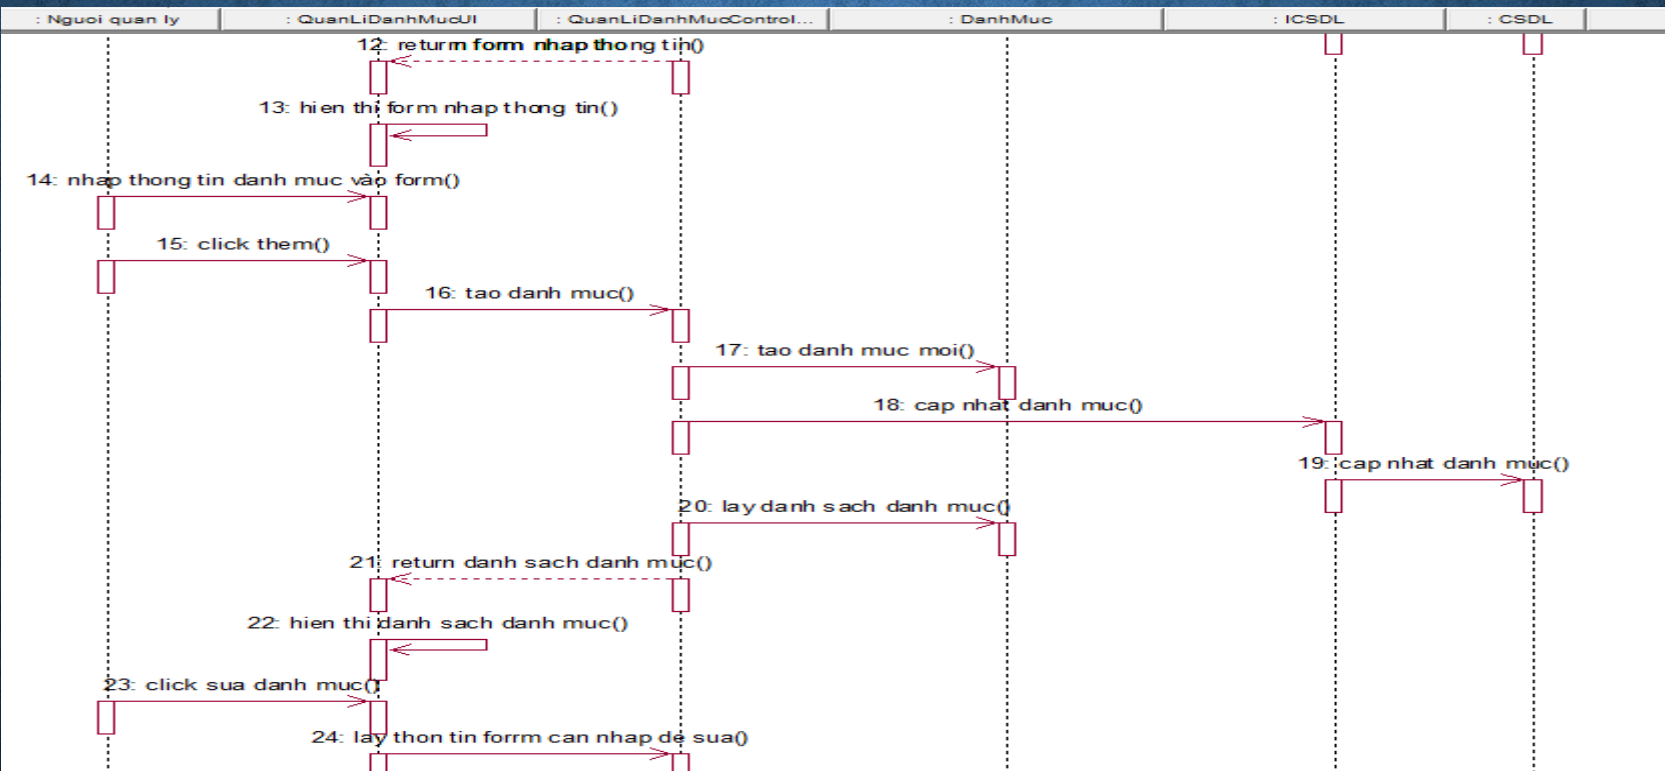 : Nguoi quan ly
: QuanLiDanhMucUI
: QuanLiDanhMucControl...
: DanhMuc
: ICSDL
: CSDL
12: return form nhap thong tin()
13: hien thi form nhap thong tin()
14: nhap thong tin danh muc vào form()
15: click them()
16: tao danh muc()
17: tao danh muc moi()
18: cap nhat danh muc()
19: cap nhat danh muc()
20: lay danh sach danh muc()
21: return danh sach danh muc()
22: hien thi danh sach danh muc()
23: click sua danh muc()
24: lay thon tin forrm can nhap de sua()